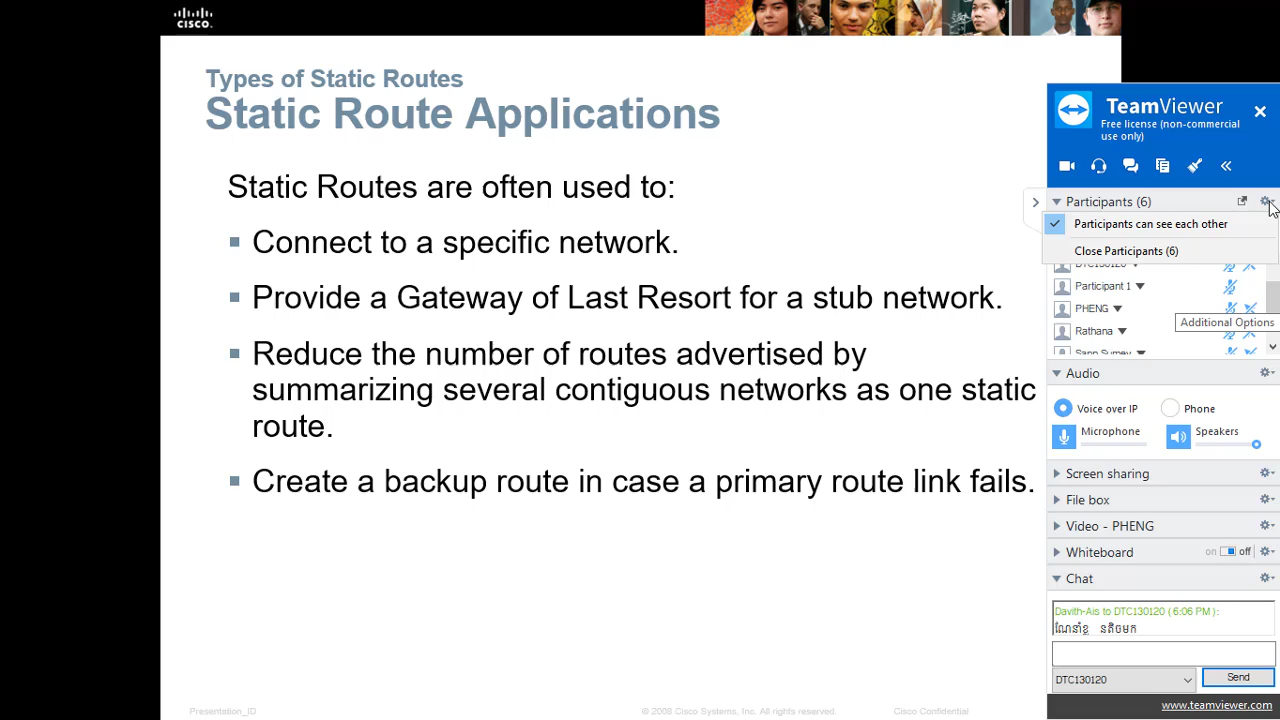 CISCO
Types of Static Routes
Static Route Applications
Static Routes are often used to:
Connect to a specific network.
Provide a Gateway of Last Resort for a stub network.
Reduce the number of routes advertised by
summarizing several contiguous networks as one static
route.
Create a backup route in case a primary route link fails.
Presentation_ID
© 2008 Cisco Systems, Inc. All rights reserved.
Cisco Confidential
TeamViewer
Free license (non-commercial
use only)
Participants (6)
Participants can see each other
Close Participants (6)
DTC130120
Participant 1
PHENG
Additional Options
Rathana
Audio
Voice over IP
Phone
Microphone
Speakers
Screen sharing
File box
Video - PHENG
Whiteboard
on
off
Chat
Davith-Ais to DTC130120 (6:06 PM):
DTC130120
Send
www.teamviewer.com